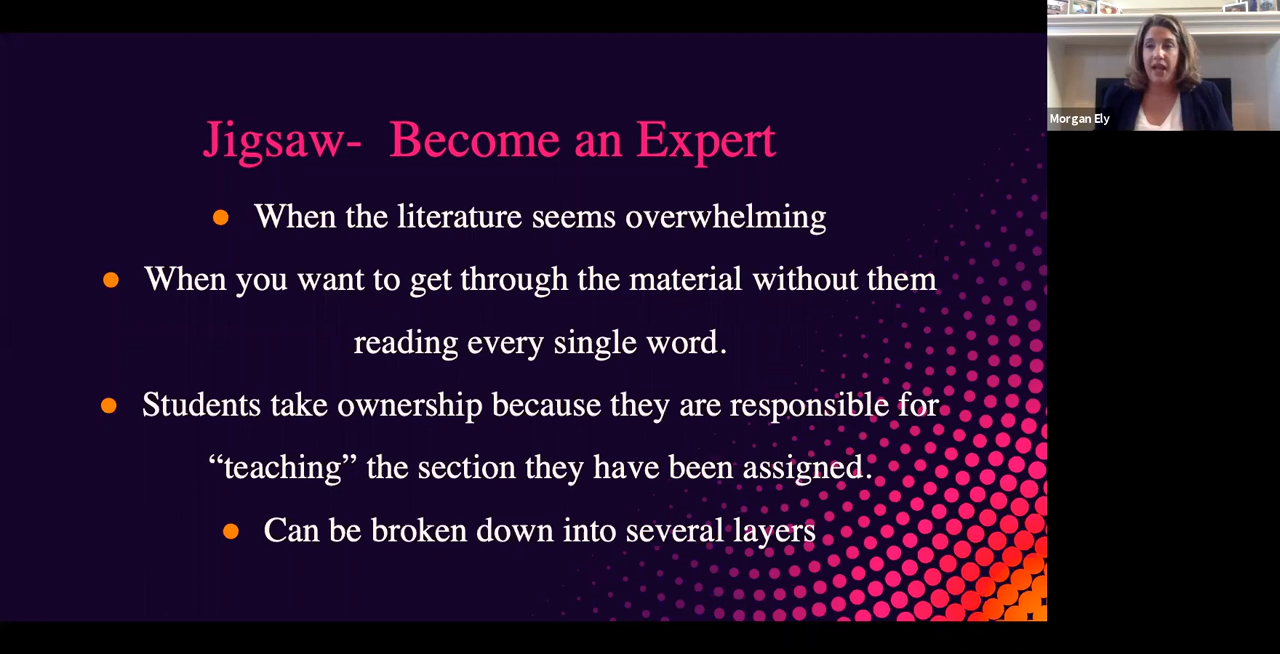 Jigsaw- Become an Expert
● When the literature seems overwhelming
● When you want to get through the material without them
reading every single word.
● Students take ownership because they are responsible for
“teaching” the section they have been assigned.
● Can be broken down into several layers
Morgan Ely